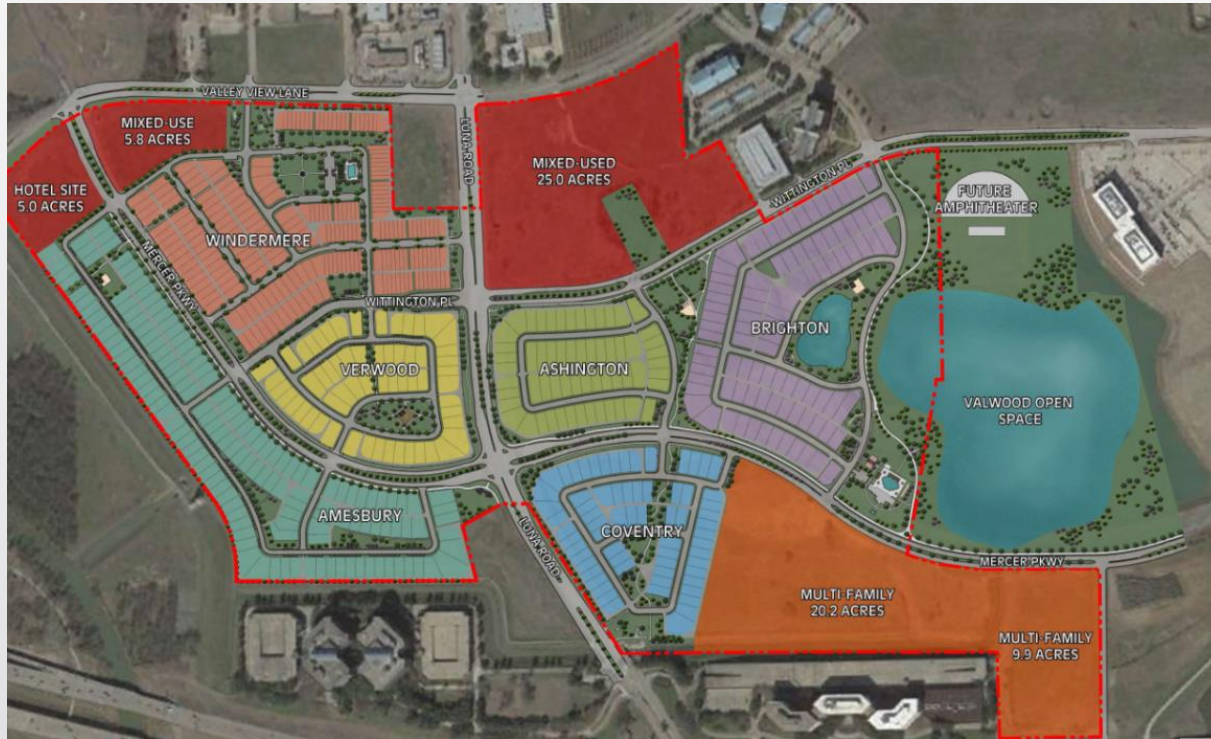 VALLEY VIEW LANE
MIXED-USE
5.8 ACRES
LUNA ROAD
MIXED-USED
25.0 ACRES
HOTEL SITE
5.0 ACRES
WITTINGTON PL
FUTURE
AMPHITHEATER
WINDERMERE
MERCER PKWY
WITTINGTON PL
BRIGHTON
VERWOOD
ASHINGTON
VALWOOD OPEN
SPACE
AMESBURY
LUNA ROAD
COVENTRY
MERCER PKWY
MULTI-FAMILY
20.2 ACRES
MULTI-FAMILY
9.9 ACRES